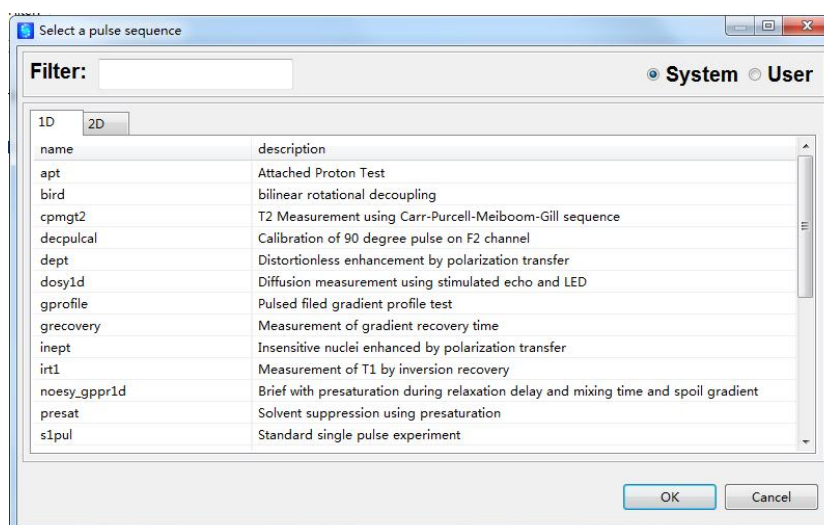 Select a pulse sequence
Filter: System User
1D 2D
name description
apt Attached Proton Test
bird bilinear rotational decoupling
cpmgt2 T2 Measurement using Carr-Purcell-Meiboom-Gill sequence
decpulcal Calibration of 90 degree pulse on F2 channel
dept Distortionless enhancement by polarization transfer
dosy1d Diffusion measurement using stimulated echo and LED
gprofile Pulsed filed gradient profile test
grecovery Measurement of gradient recovery time
inept Insensitive nuclei enhanced by polarization transfer
irt1 Measurement of T1 by inversion recovery
noesy_gppr1d Brief with presaturation during relaxation delay and mixing time and spoil gradient
presat Solvent suppression using presaturation
s1pul Standard single pulse experiment
OK Cancel